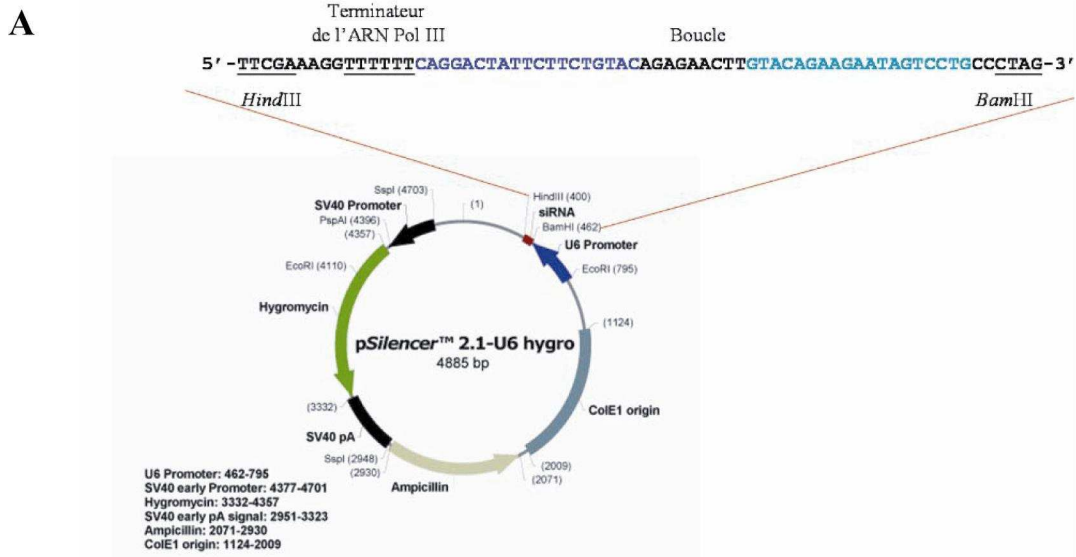 A
Terminateur
de l'ARN Pol III
Boucle
5'-TTCGAAAGGTTTTTTCAGGACTATTCTTCTGTACAGAGAACTTGTACAGAAGAATAGTCCTGCCCTAG-3'
HindIII
BamHI
SspI (4703)
SV40 Promoter
PspAI (4396)
(4357)
(1)
HindIII (400)
siRNA
BamHI (462)
U6 Promoter
EcoRI (795)
EcoRI (4110)
Hygromycin
(1124)
pSilencer™ 2.1-U6 hygro
4885 bp
ColE1 origin
(3332)
SV40 pA
SspI (2948)
(2930)
Ampicillin
(2009)
(2071)
U6 Promoter: 462-795
SV40 early Promoter: 4377-4701
Hygromycin: 3332-4357
SV40 early pA signal: 2951-3323
Ampicillin: 2071-2930
ColE1 origin: 1124-2009